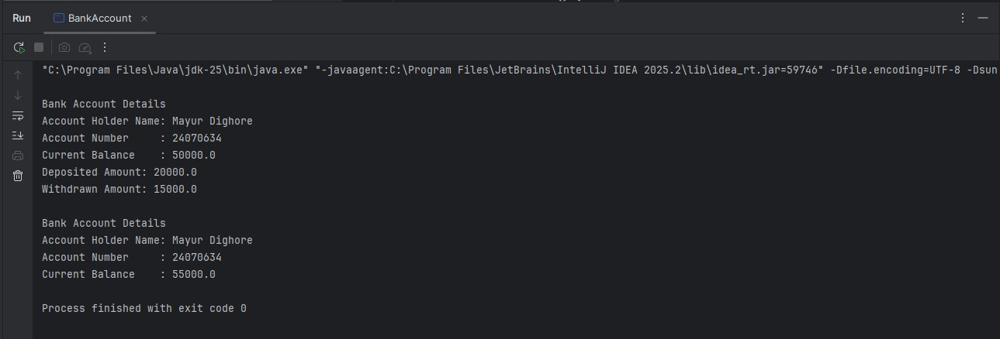 Run BankAccount
"C:\Program Files\Java\jdk-25\bin\java.exe" "-javaagent:C:\Program Files\JetBrains\IntelliJ IDEA 2025.2\lib\idea_rt.jar=59746" -Dfile.encoding=UTF-8 -Dsun
Bank Account Details
Account Holder Name: Mayur Dighore
Account Number    : 24070634
Current Balance    : 50000.0
Deposited Amount: 20000.0
Withdrawn Amount: 15000.0
Bank Account Details
Account Holder Name: Mayur Dighore
Account Number    : 24070634
Current Balance    : 55000.0
Process finished with exit code 0